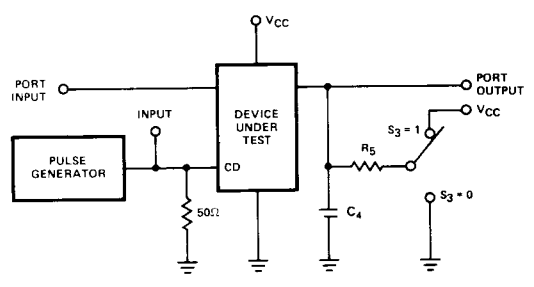 VCC
PORT
INPUT
INPUT
PULSE
GENERATOR
50Ω
DEVICE
UNDER
TEST
CD
PORT
OUTPUT
VCC
S3 = 1
R5
C4
S3 = 0